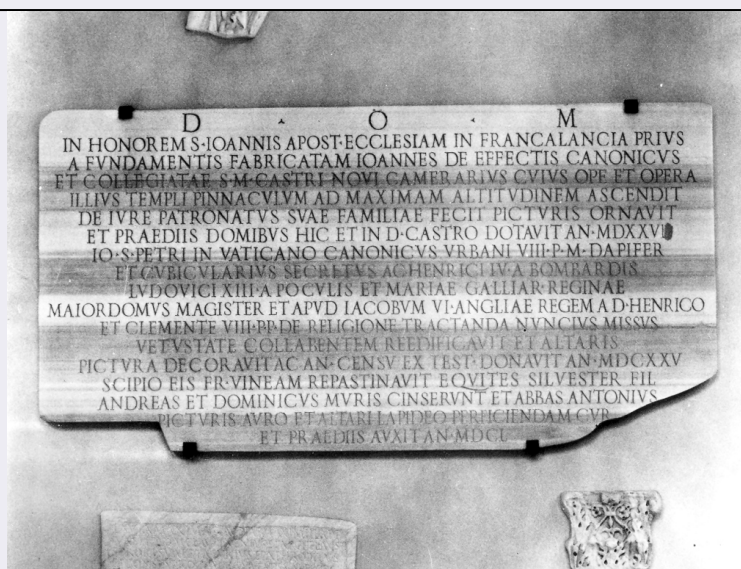 D · O · M
IN HONOREM S·IOANNIS APOST·ECCLESIAM IN FRANCALANCIA PRIVS
A FVNDAMENTIS FABRICATAM IOANNES DE EFFECTIS CANONICVS
ET COLLEGIATAE S·M·CASTRI NOVI CAMERARIVS CVIVS OPE ET OPERA
ILLIVS TEMPLI PINNACVLVM AD MAXIMAM ALTITVDINEM ASCENDIT
DE IVRE PATRONATVS SVAE FAMILIAE FECIT PICTVRIS ORNAVIT
ET PRAEDIIS DOMIBVS HIC ET IN D·CASTRO DOTAVIT AN·MDXXVI
IO·S·PETRI IN VATICANO CANONICVS VRBANI VIII·P·M·DAPIFER
ET CVBICVLARIVS SECRETVS AC HENRICI IV·A BOMBARDIS
LVDOVICI XIII·A POCVLIS ET MARIAE GALLIAR·REGINAE
MAIORDOMVS MAGISTER ET APVD IACOBVM VI·ANGLIAE REGEM A D·HENRICO
ET CLEMENTE VIII·PP·DE RELIGIONE TRACTANDA NVNCIVS MISSVS
VETVSTATE COLLABENTEM REEDIFICAVIT ET ALTARIS
PICTVRA DECORAVIT AC AN·CENSV EX TEST·DONAVIT AN·MDCXXV
SCIPIO EIS FR·VINEAM REPASTINAVIT EQVITES SILVESTER FIL
ANDREAS ET DOMINICVS MVRIS CINSERVNT ET ABBAS ANTONIVS
PICTVRIS AVRO ET ALTARI LAPIDEO PERFICIENDAM CVR
ET PRAEDIIS AVXIT AN·MDCL